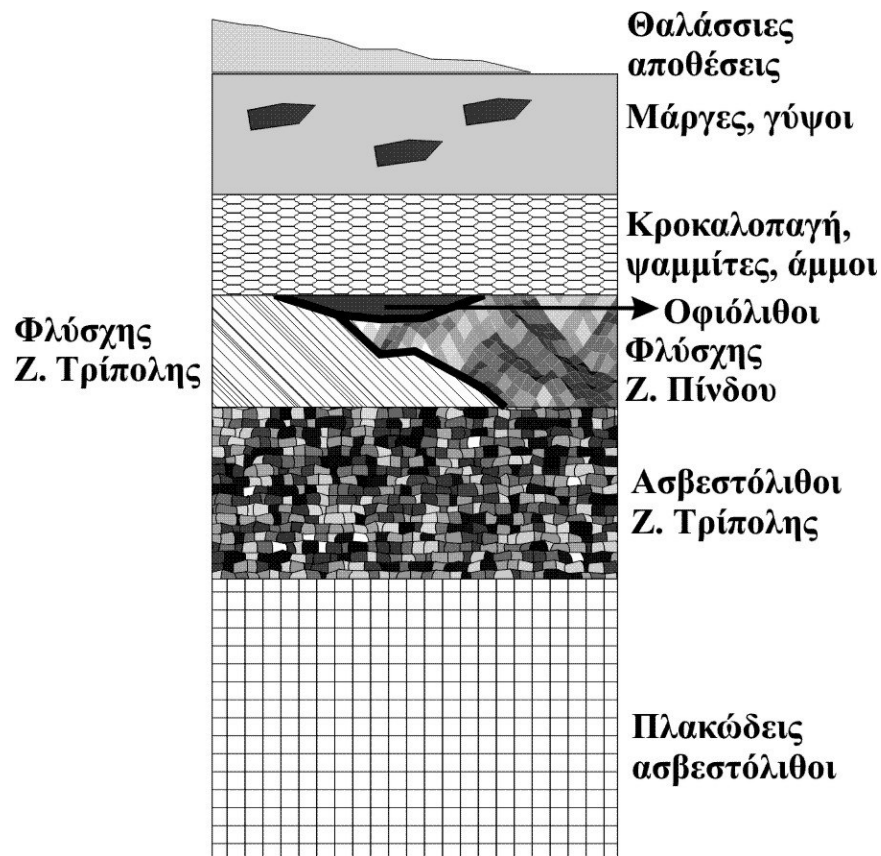 Θαλάσσιες
αποθέσεις
Μάργες, γύψοι
Κροκαλοπαγή,
ψαμμίτες, άμμοι
Οφιόλιθοι
Φλύσχης
Ζ. Τρίπολης
Φλύσχης
Ζ. Πίνδου
Ασβεστόλιθοι
Ζ. Τρίπολης
Πλακώδεις
ασβεστόλιθοι